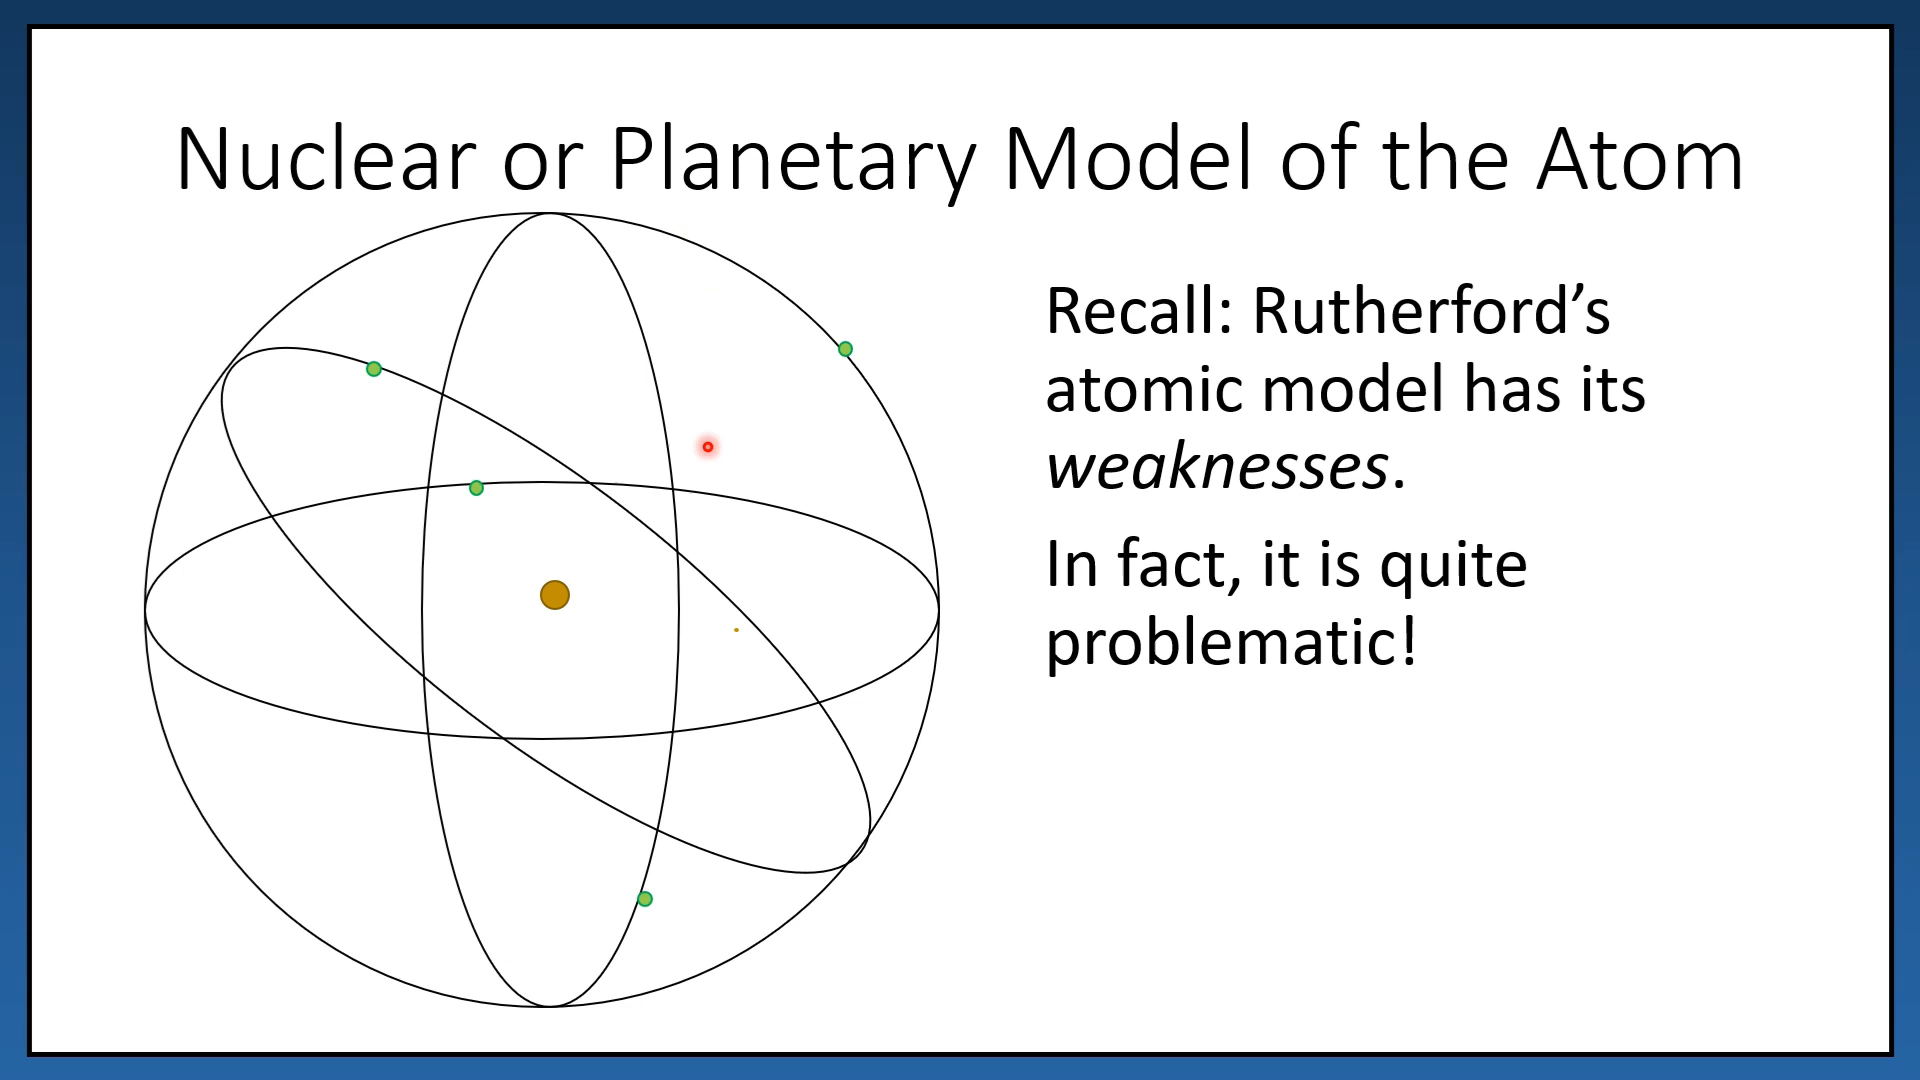 Nuclear or Planetary Model of the Atom
Recall: Rutherford’s
atomic model has its
weaknesses.
In fact, it is quite
problematic!